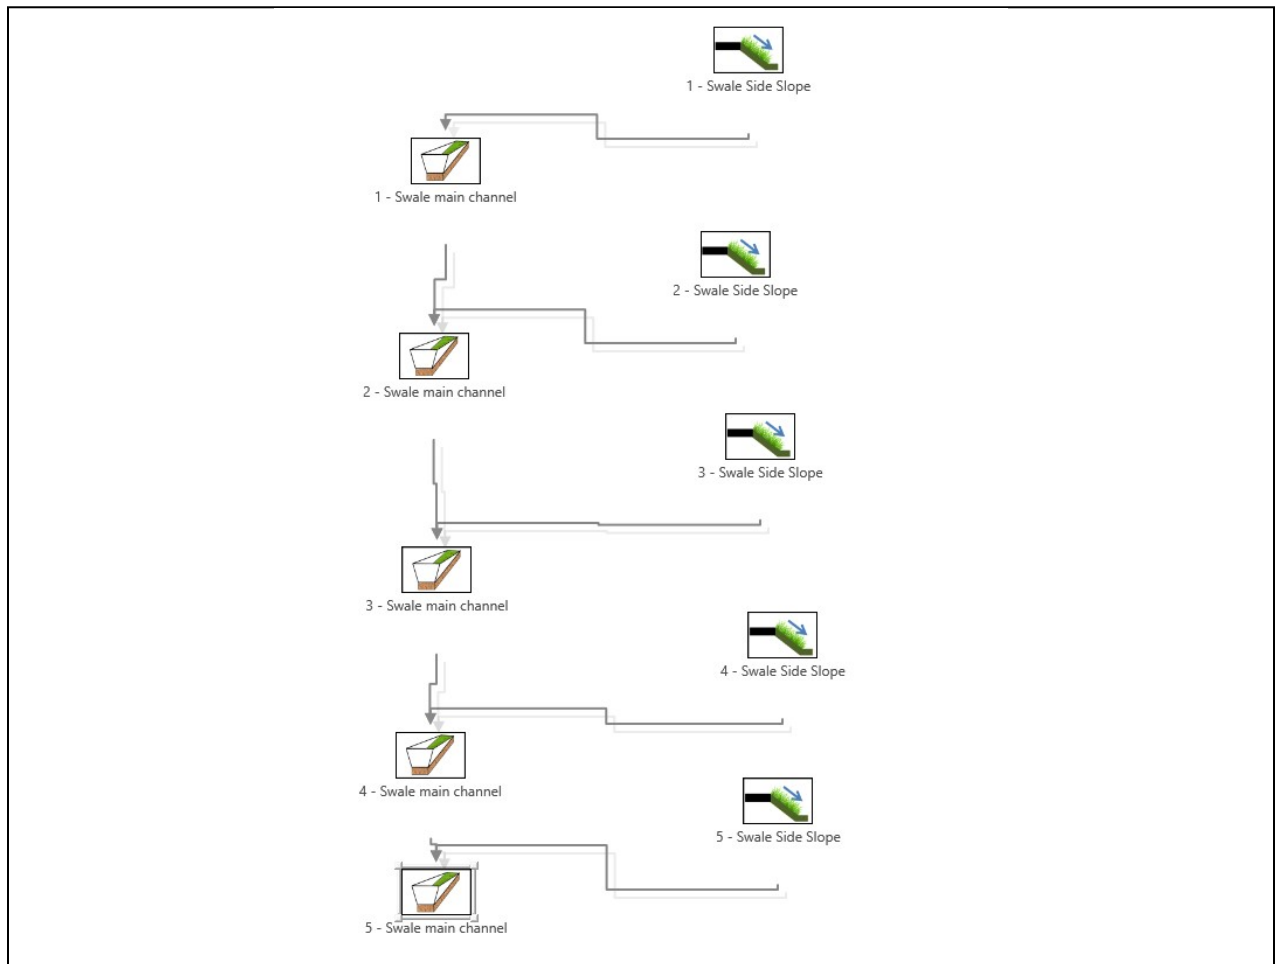 1 - Swale Side Slope
1 - Swale main channel
2 - Swale Side Slope
2 - Swale main channel
3 - Swale Side Slope
3 - Swale main channel
4 - Swale Side Slope
4 - Swale main channel
5 - Swale Side Slope
5 - Swale main channel